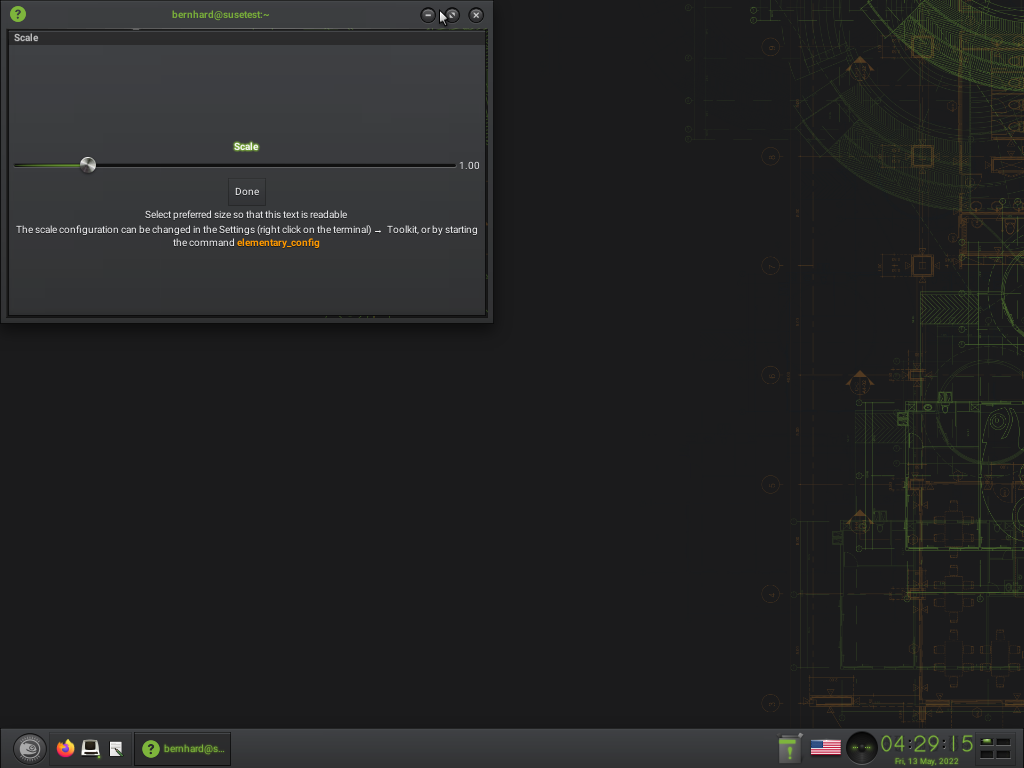 bernhard@susetest:~
Scale
Scale
1.00
Done
Select preferred size so that this text is readable
The scale configuration can be changed in the Settings (right click on the terminal) → Toolkit, or by starting
the command elementary_config
bernhard@s...
04:29:15
Fri, 13 May, 2022